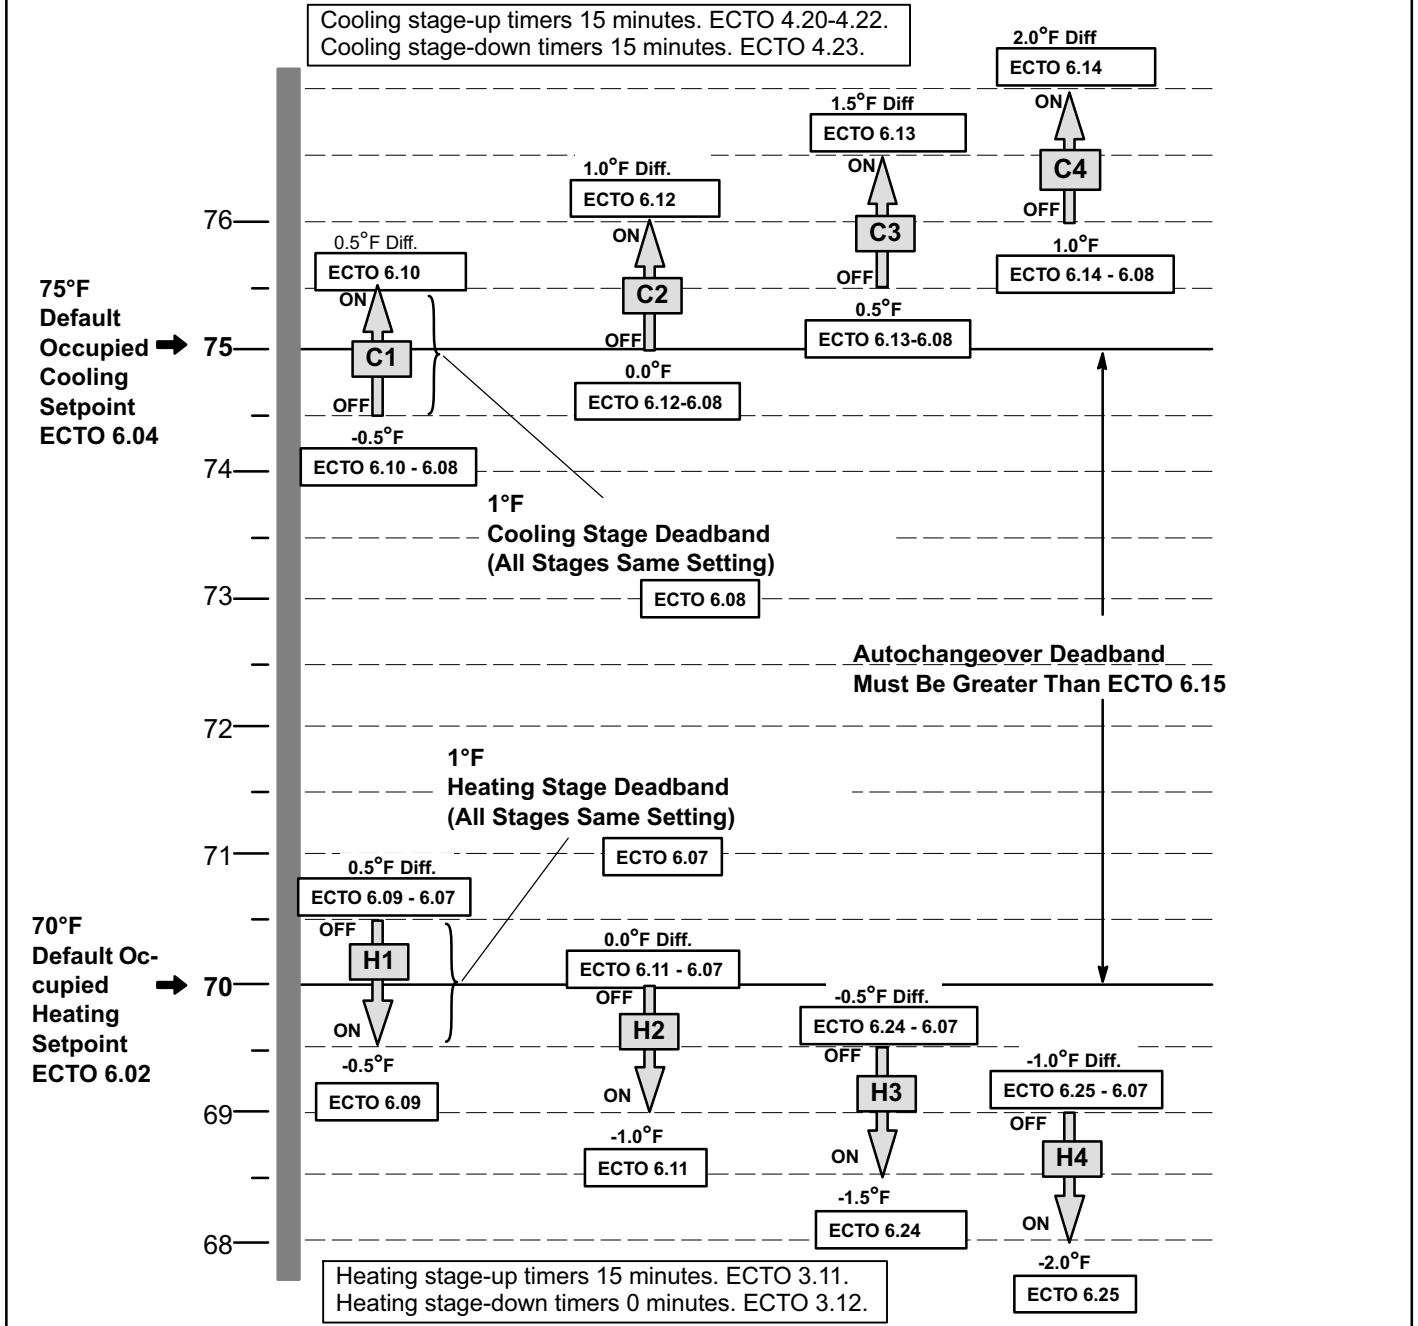 Cooling stage-up timers 15 minutes. ECTO 4.20-4.22.
Cooling stage-down timers 15 minutes. ECTO 4.23.
2.0°F Diff
ECTO 6.14
ON
C4
OFF
1.0°F
ECTO 6.14 - 6.08
1.5°F Diff
ECTO 6.13
ON
C3
OFF
0.5°F
ECTO 6.13-6.08
1.0°F Diff.
ECTO 6.12
ON
C2
OFF
0.0°F
ECTO 6.12-6.08
0.5°F Diff.
ECTO 6.10
ON
C1
OFF
-0.5°F
ECTO 6.10 - 6.08
76
75°F
Default
Occupied
Cooling
Setpoint
ECTO 6.04
75
74
1°F
Cooling Stage Deadband
(All Stages Same Setting)
ECTO 6.08
73
Autochangeover Deadband
Must Be Greater Than ECTO 6.15
72
1°F
Heating Stage Deadband
(All Stages Same Setting)
ECTO 6.07
71
0.5°F Diff.
ECTO 6.09 - 6.07
OFF
H1
ON
-0.5°F
ECTO 6.09
70°F
Default Oc-
cupied
Heating
Setpoint
ECTO 6.02
70
0.0°F Diff.
ECTO 6.11 - 6.07
OFF
H2
ON
-1.0°F
ECTO 6.11
-0.5°F Diff.
ECTO 6.24 - 6.07
OFF
H3
ON
-1.5°F
ECTO 6.24
-1.0°F Diff.
ECTO 6.25 - 6.07
OFF
H4
ON
-2.0°F
ECTO 6.25
69
68
Heating stage-up timers 15 minutes. ECTO 3.11.
Heating stage-down timers 0 minutes. ECTO 3.12.